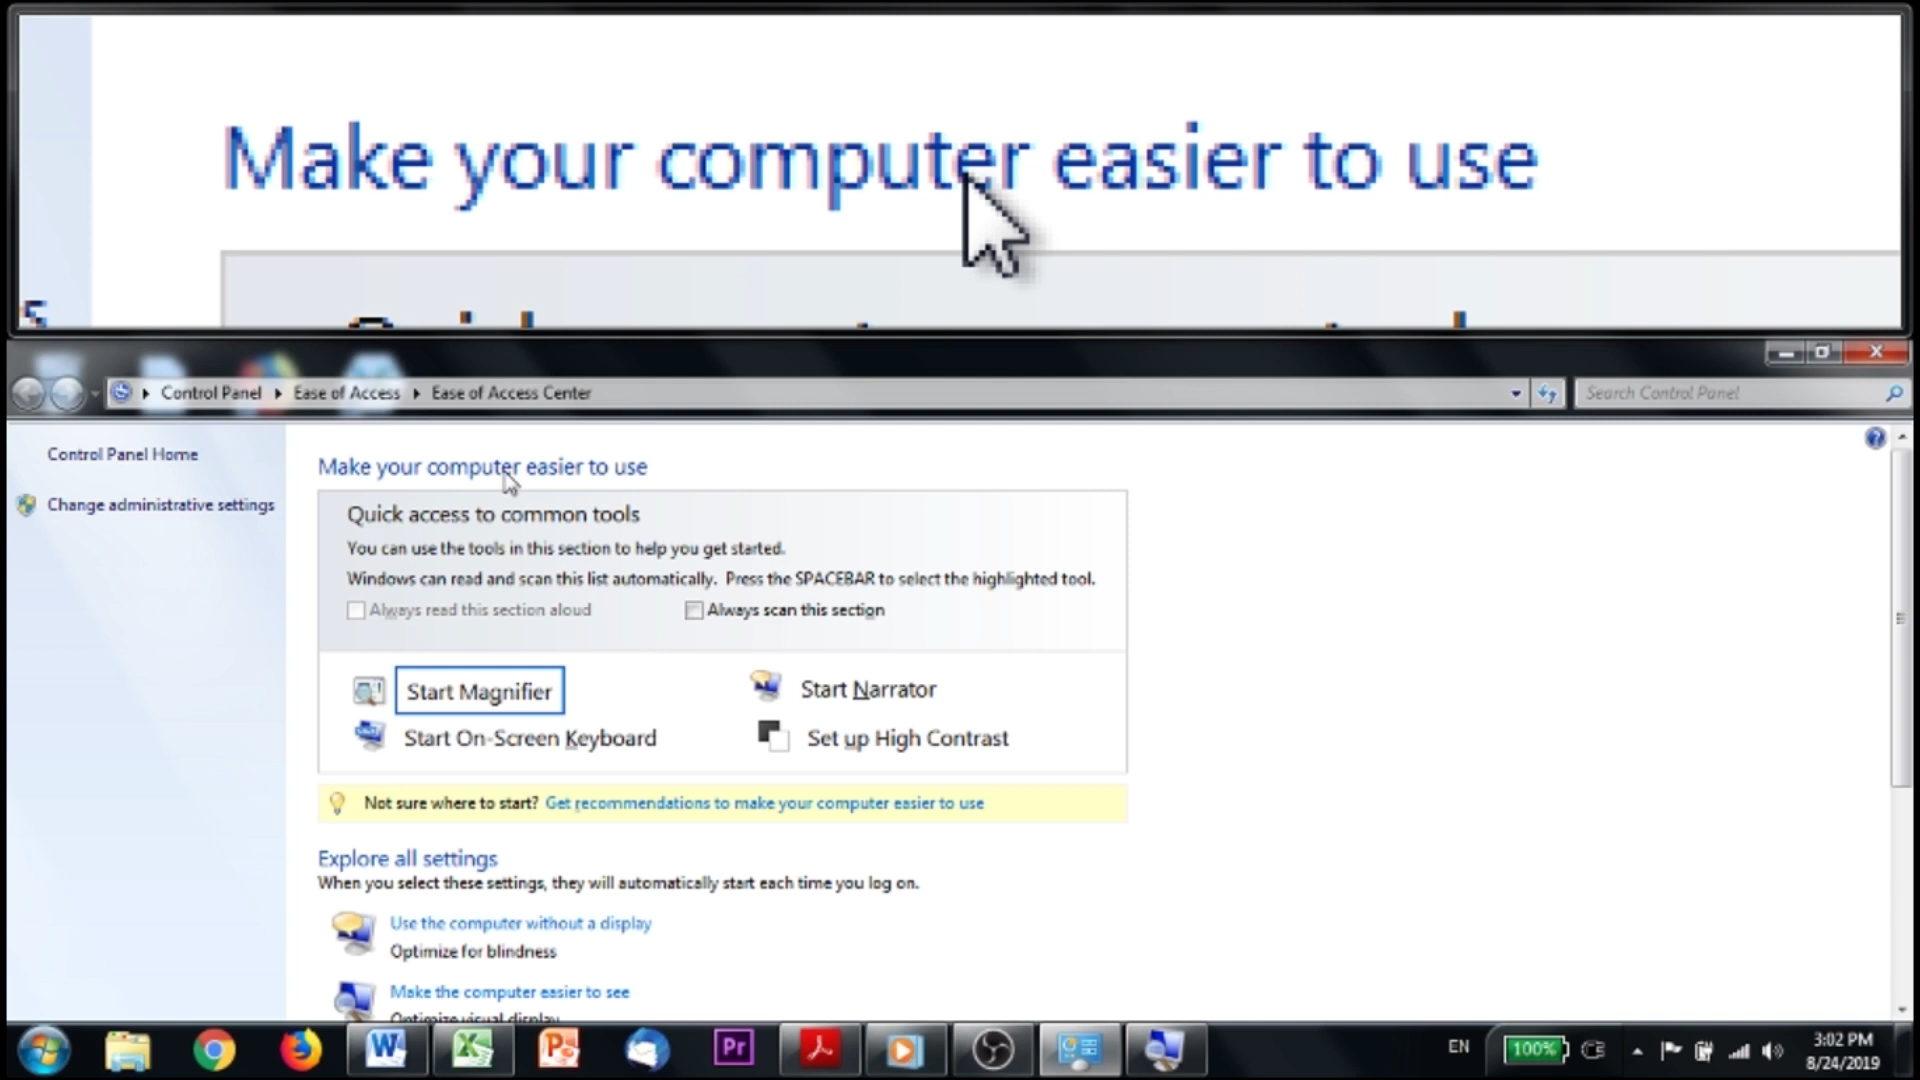 Make your computer easier to use
Control Panel Ease of Access Ease of Access Center
Search Control Panel
Control Panel Home
Change administrative settings
Make your computer easier to use
Quick access to common tools
You can use the tools in this section to help you get started.
Windows can read and scan this list automatically. Press the SPACEBAR to select the highlighted tool.
Always read this section aloud
Always scan this section
Start Magnifier
Start Narrator
Start On-Screen Keyboard
Set up High Contrast
Not sure where to start? Get recommendations to make your computer easier to use
Explore all settings
When you select these settings, they will automatically start each time you log on.
Use the computer without a display
Optimize for blindness
Make the computer easier to see
Optimize visual display
Pr
EN
100%
3:02 PM
8/24/2019